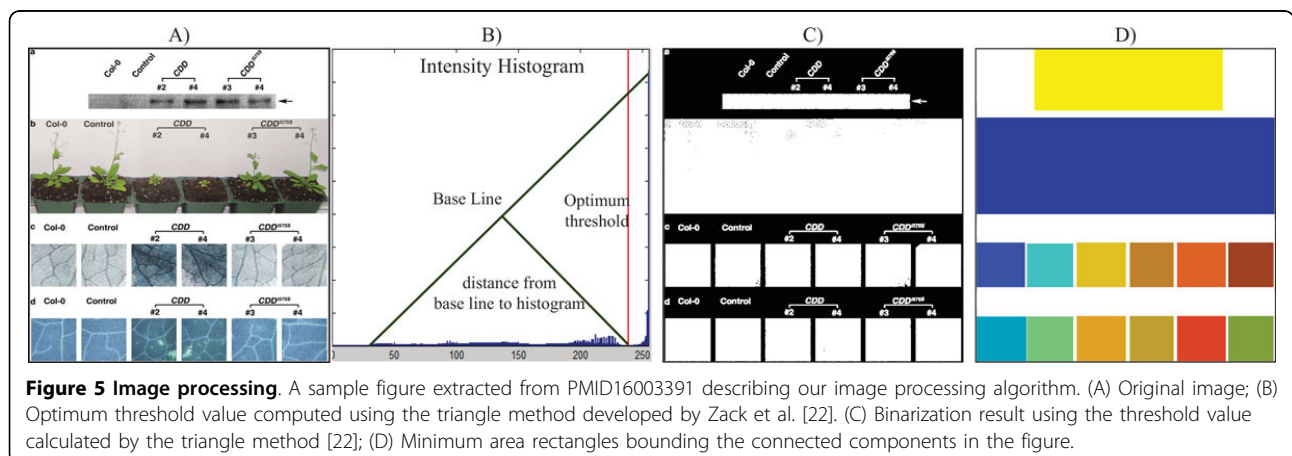 A) B) C) D)
a
Col-0 Control CDD CDD
#2 #4 #3 #4
b Col-0 Control CDD CDD
#2 #4 #3 #4
c Col-0 Control CDD CDD
#2 #4 #3 #4
d Col-0 Control CDD CDD
#2 #4 #3 #4
Intensity Histogram
Base Line
Optimum
threshold
distance from
base line to histogram
50 100 150 200 250
a
Col-0 Control CDD CDD
#2 #4 #3 #4
c Col-0 Control CDD CDD
#2 #4 #3 #4
d Col-0 Control CDD CDD
#2 #4 #3 #4
Figure 5 Image processing. A sample figure extracted from PMID16003391 describing our image processing algorithm. (A) Original image; (B)
Optimum threshold value computed using the triangle method developed by Zack et al. [22]. (C) Binarization result using the threshold value
calculated by the triangle method [22]; (D) Minimum area rectangles bounding the connected components in the figure.